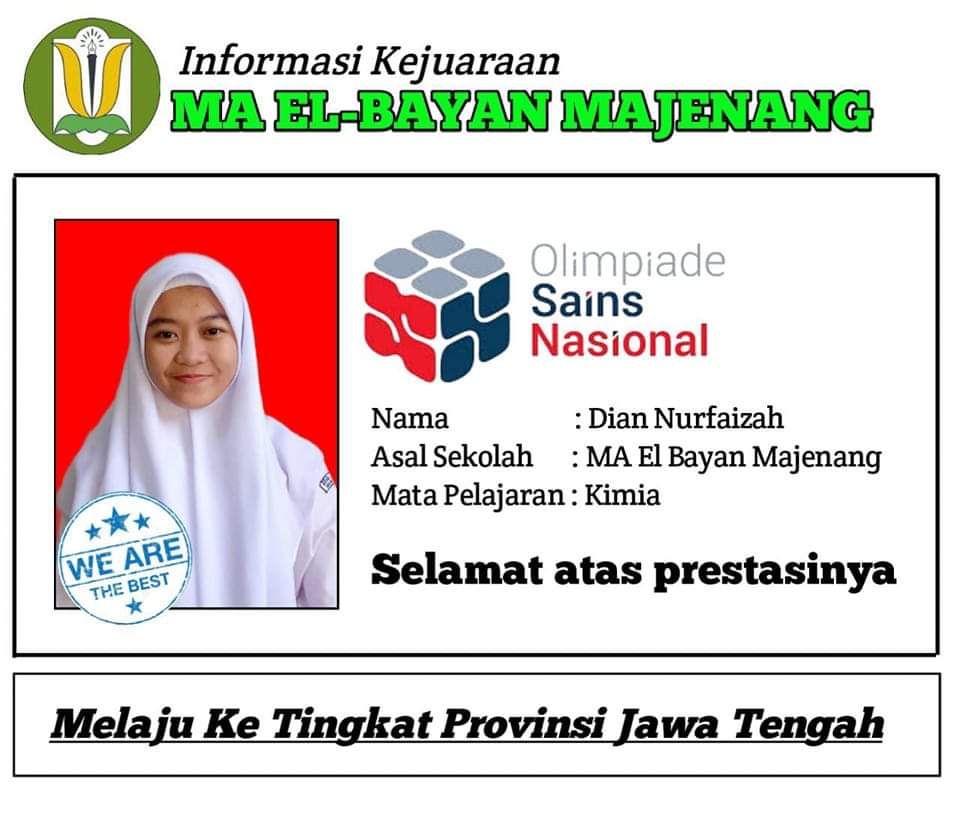 Informasi Kejuaraan
MA EL-BAYAN MAJENANG
Olimpiade
Sains
Nasional
Nama : Dian Nurfaizah
Asal Sekolah : MA El Bayan Majenang
Mata Pelajaran : Kimia
WE ARE
THE BEST
Selamat atas prestasinya
Melaju Ke Tingkat Provinsi Jawa Tengah